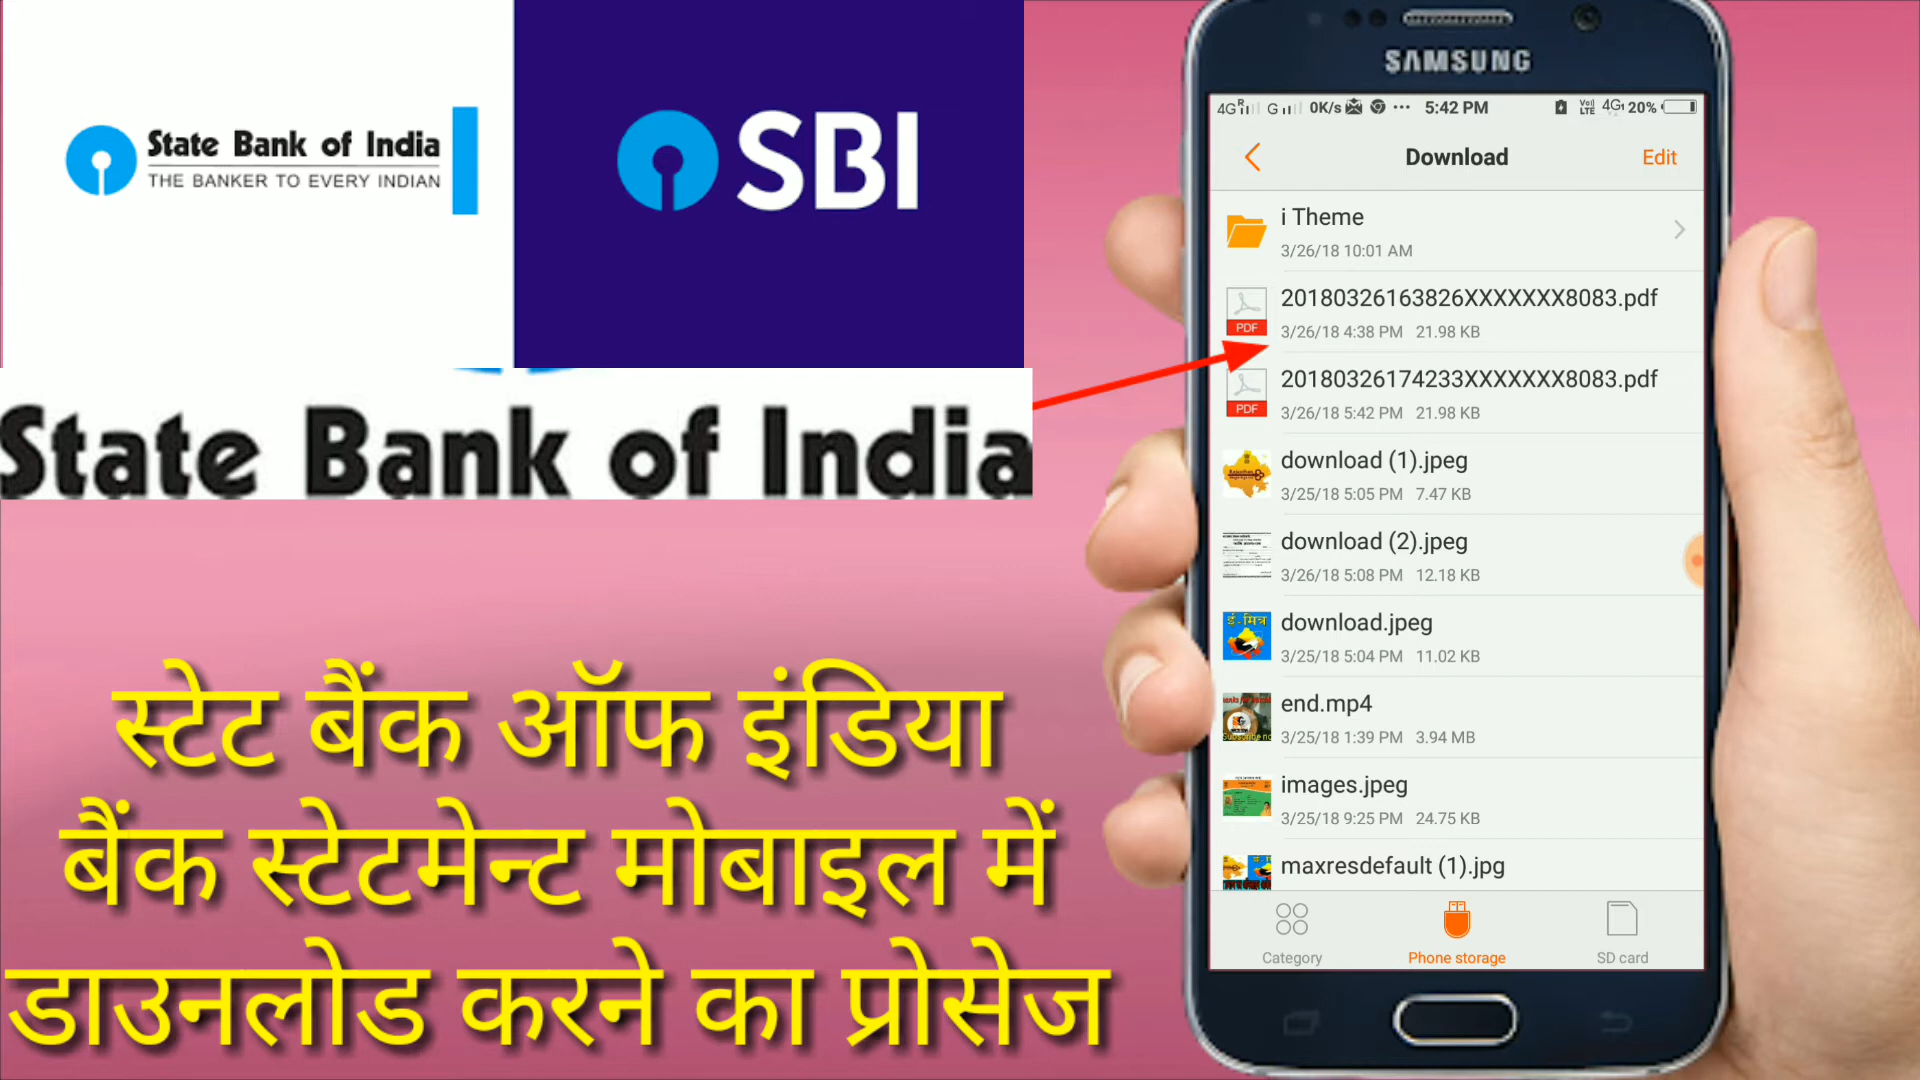 State Bank of India
THE BANKER TO EVERY INDIAN
SBI
State Bank of India
स्टेट बैंक ऑफ इंडिया
बैंक स्टेटमेन्ट मोबाइल में
डाउनलोड करने का प्रोसेज
SAMSUNG
4G R G 0K/s ··· 5:42 PM VoLTE 4G 20%
Download Edit
i Theme
3/26/18 10:01 AM
20180326163826XXXXXXX8083.pdf
PDF 3/26/18 4:38 PM 21.98 KB
20180326174233XXXXXXX8083.pdf
PDF 3/26/18 5:42 PM 21.98 KB
download (1).jpeg
3/25/18 5:05 PM 7.47 KB
download (2).jpeg
3/26/18 5:08 PM 12.18 KB
ई-मित्र download.jpeg
3/25/18 5:04 PM 11.02 KB
end.mp4
3/25/18 1:39 PM 3.94 MB
images.jpeg
3/25/18 9:25 PM 24.75 KB
maxresdefault (1).jpg
Category Phone storage SD card